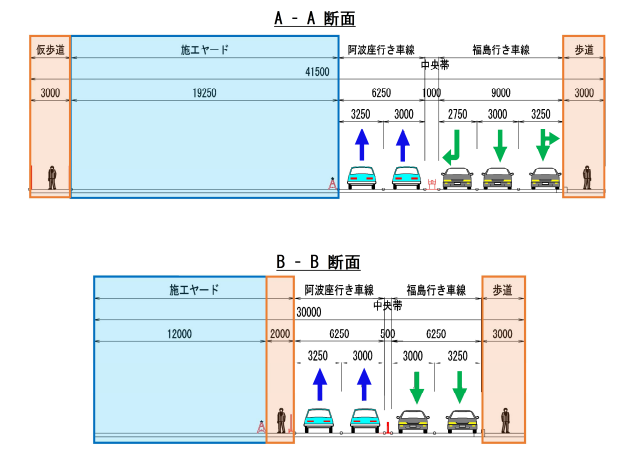 A - A 断面
仮歩道 施工ヤード 阿波座行き車線 福島行き車線 歩道
中央帯
41500
3000 19250 6250 1000 9000 3000
3250 3000 2750 3000 3250
B - B 断面
施工ヤード 阿波座行き車線 福島行き車線 歩道
中央帯
30000
12000 2000 6250 500 6250 3000
3250 3000 3000 3250